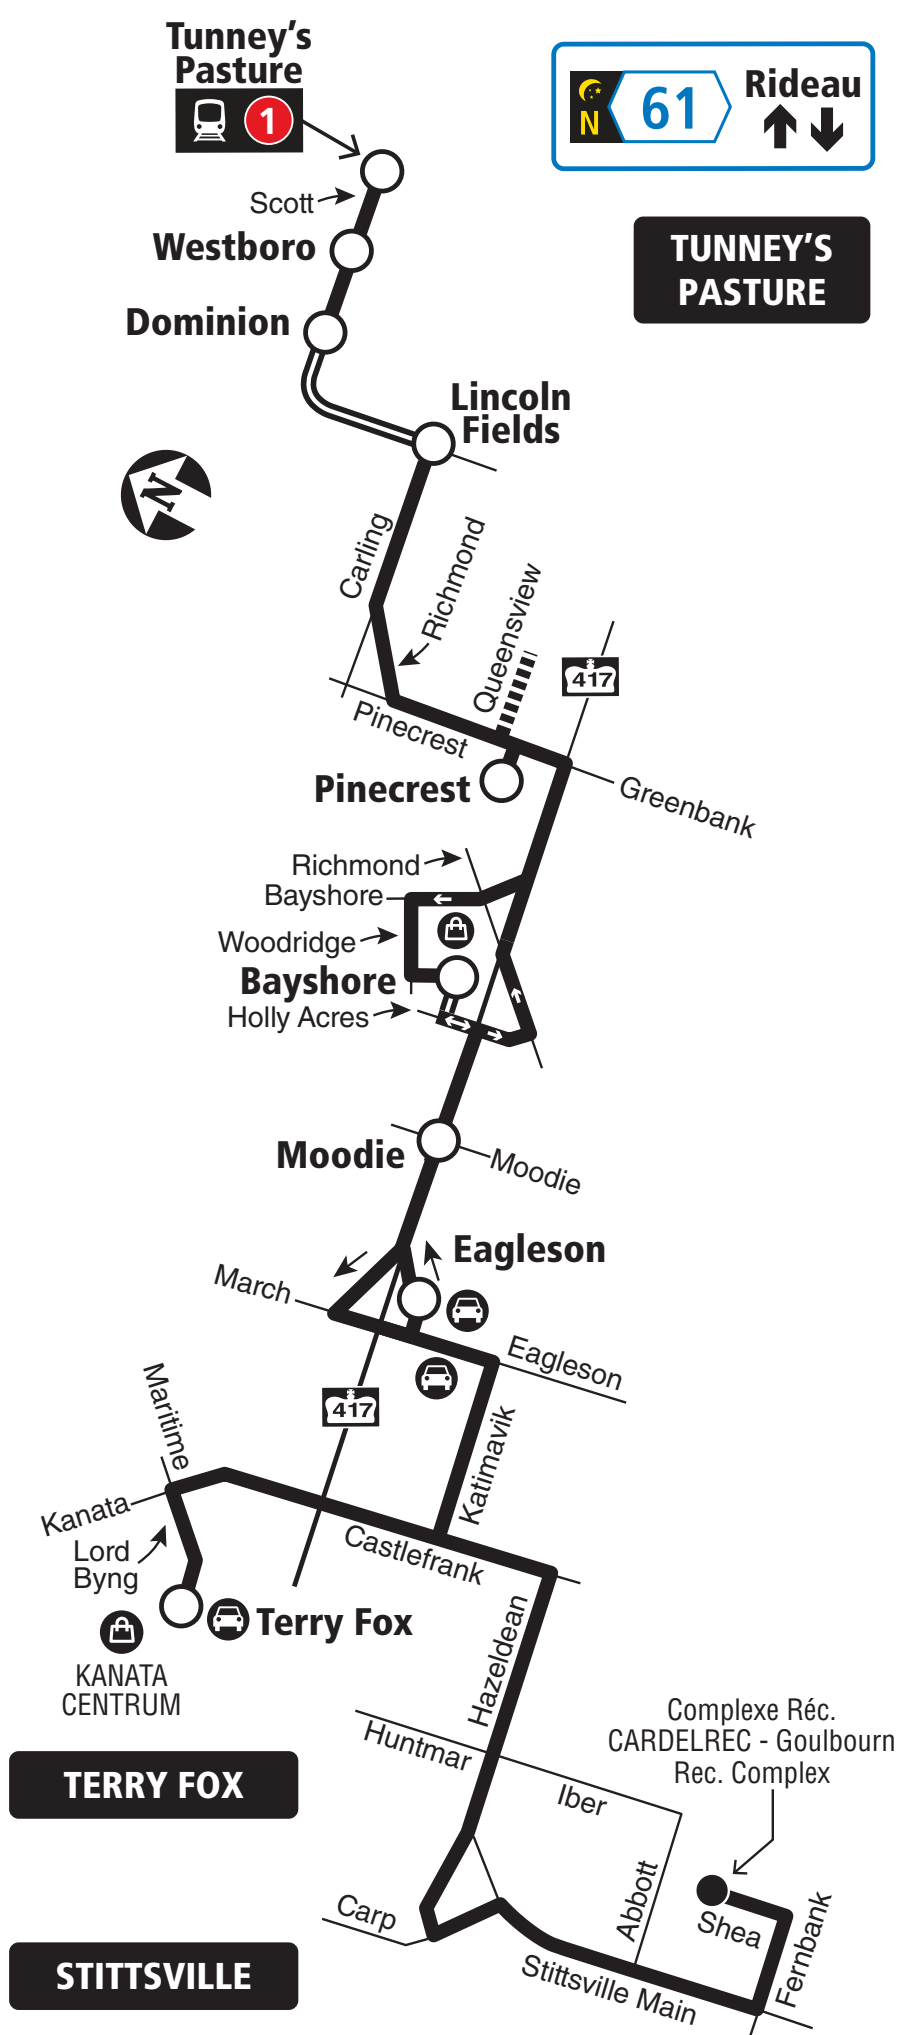 Tunney's
Pasture
1
N
61
Rideau
Scott
TUNNEY'S
PASTURE
Westboro
Dominion
Lincoln
Fields
N
Carling
Richmond
Queensview
417
Pinecrest
Pinecrest
Greenbank
Richmond
Bayshore
Woodridge
Bayshore
Holly Acres
Moodie
Moodie
Eagleson
March
Eagleson
Maritime
417
Katimavik
Kanata
Castlefrank
Lord
Byng
Terry Fox
Hazeldean
KANATA
CENTRUM
Complexe Réc.
CARDELREC - Goulbourn
Rec. Complex
Huntmar
TERRY FOX
Iber
Abbott
Carp
Shea
Fernbank
STITTSVILLE
Stittsville Main